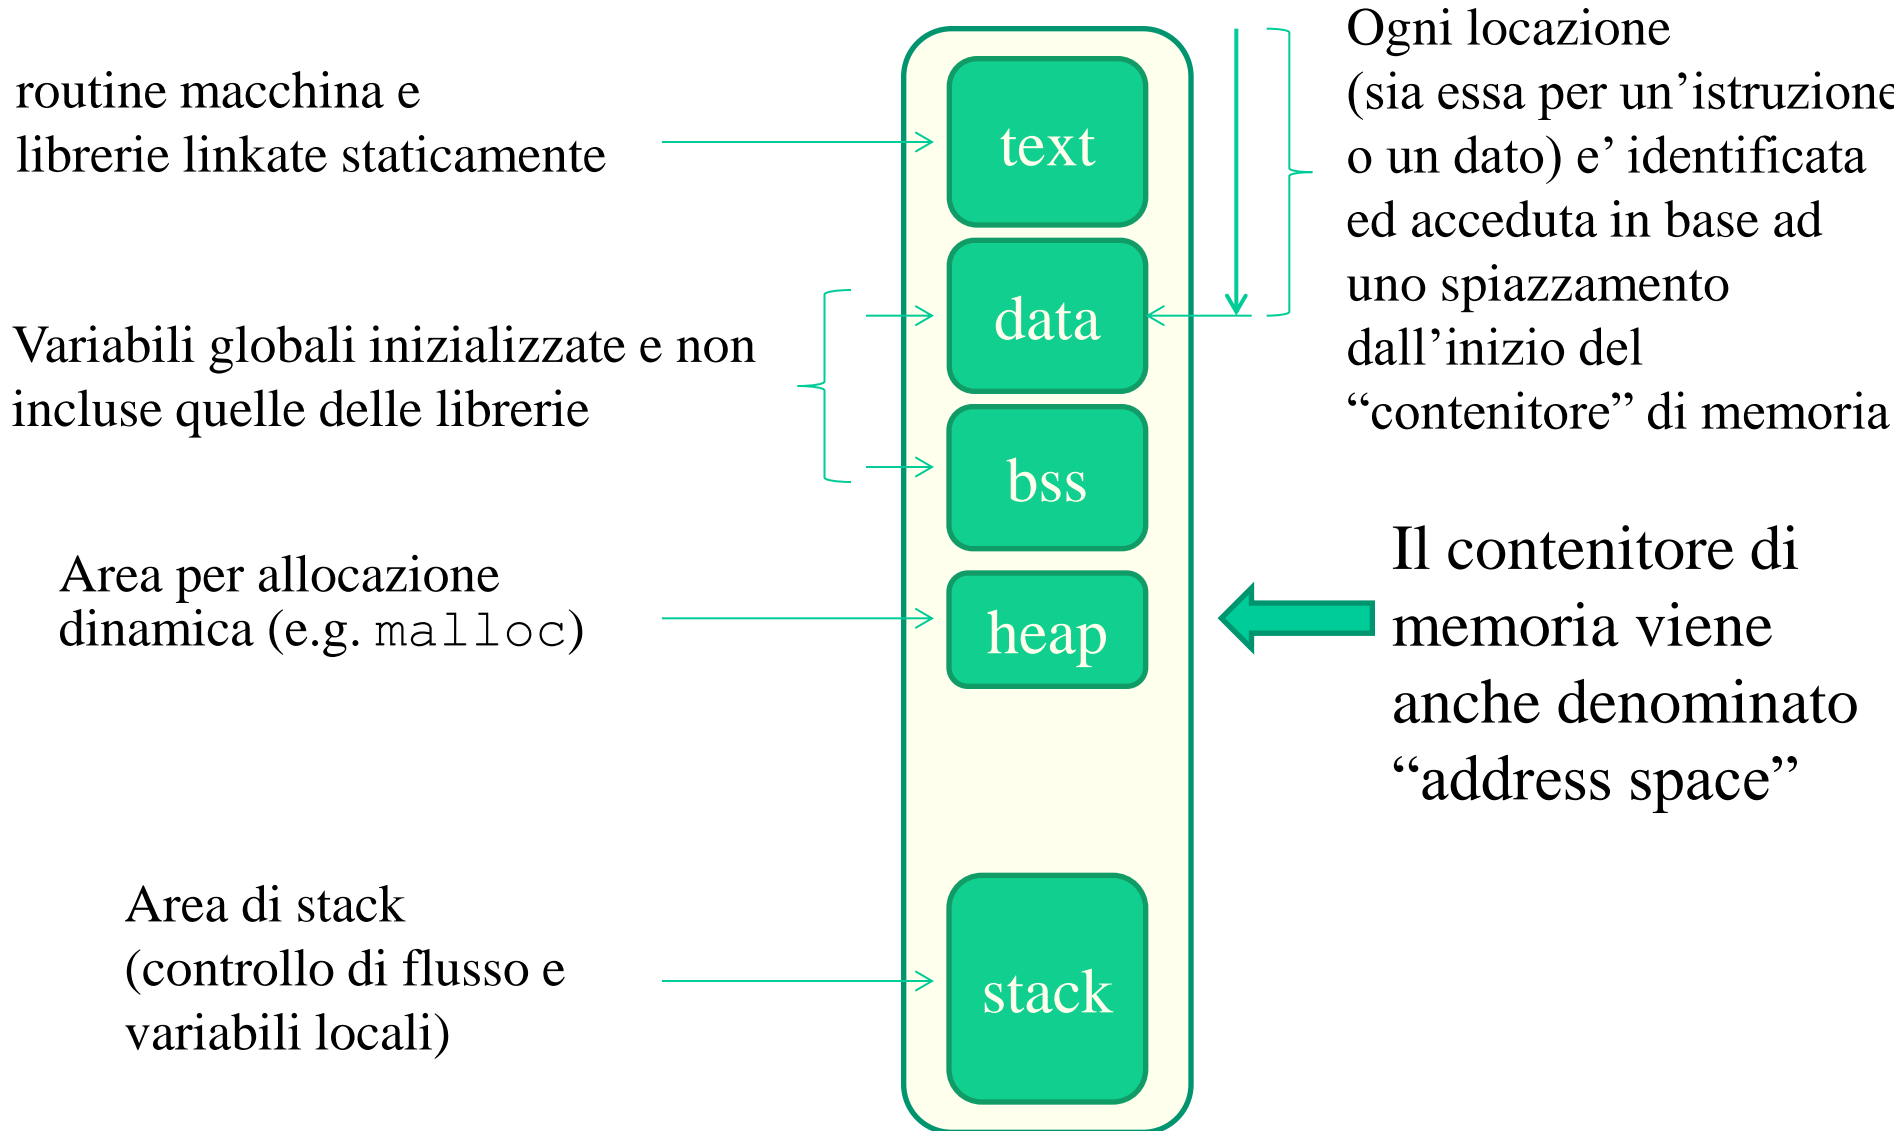 routine macchina e
librerie linkate staticamente
Variabili globali inizializzate e non
incluse quelle delle librerie
Area per allocazione
dinamica (e.g. malloc)
Area di stack
(controllo di flusso e
variabili locali)
text
data
bss
heap
stack
Ogni locazione
(sia essa per un’istruzione
o un dato) e’ identificata
ed acceduta in base ad
uno spiazzamento
dall’inizio del
“contenitore” di memoria
Il contenitore di
memoria viene
anche denominato
“address space”